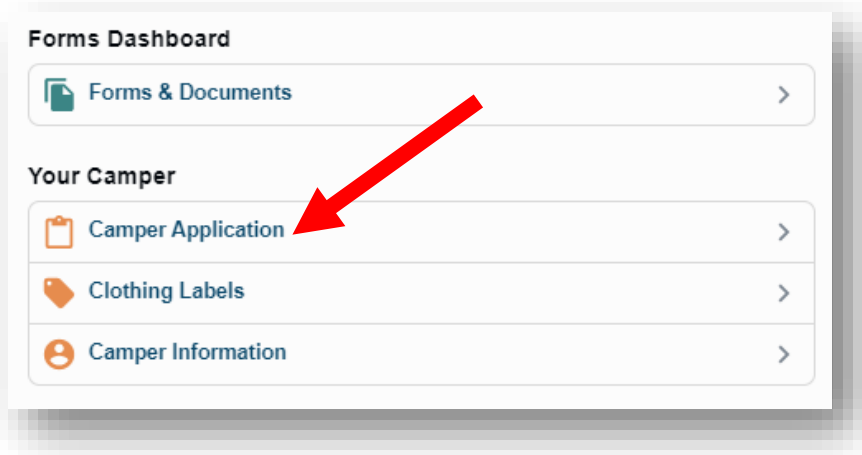 Forms Dashboard
Forms & Documents
Your Camper
Camper Application
Clothing Labels
Camper Information